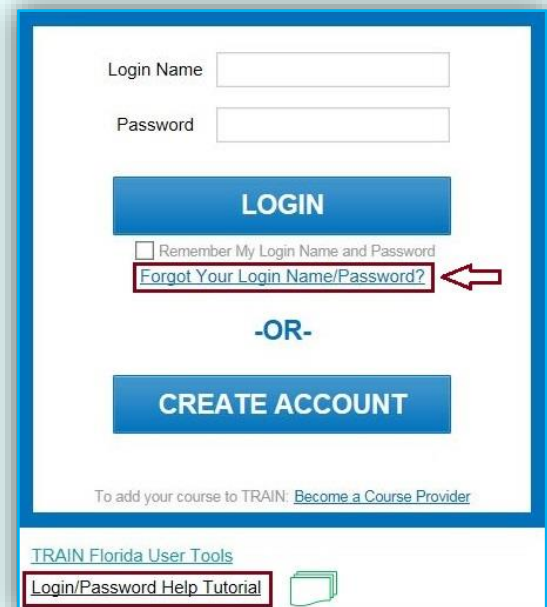 Login Name
Password
LOGIN
Remember My Login Name and Password
Forgot Your Login Name/Password?
-OR-
CREATE ACCOUNT
To add your course to TRAIN: Become a Course Provider
TRAIN Florida User Tools
Login/Password Help Tutorial